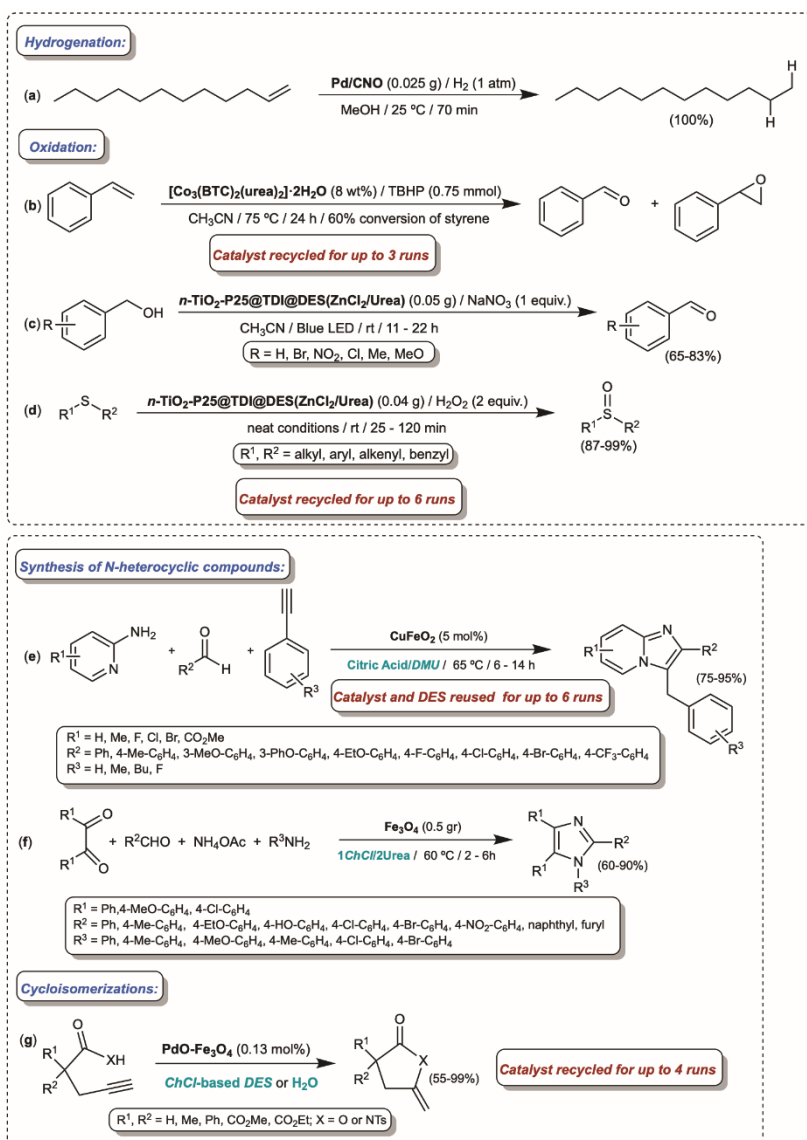 Hydrogenation:
(a)
Pd/CNO (0.025 g) / H₂ (1 atm)
MeOH / 25 ºC / 70 min
H
H
(100%)
Oxidation:
(b)
[Co₃(BTC)₂(urea)₂]·2H₂O (8 wt%) / TBHP (0.75 mmol)
CH₃CN / 75 ºC / 24 h / 60% conversion of styrene
O
+
O
Catalyst recycled for up to 3 runs
(c)
R
OH
n-TiO₂-P25@TDI@DES(ZnCl₂/Urea) (0.05 g) / NaNO₃ (1 equiv.)
CH₃CN / Blue LED / rt / 11 - 22 h
R = H, Br, NO₂, Cl, Me, MeO
R
O
(65-83%)
(d)
R¹ S R²
n-TiO₂-P25@TDI@DES(ZnCl₂/Urea) (0.04 g) / H₂O₂ (2 equiv.)
neat conditions / rt / 25 - 120 min
R¹, R² = alkyl, aryl, alkenyl, benzyl
O
R¹ S R²
(87-99%)
Catalyst recycled for up to 6 runs
Synthesis of N-heterocyclic compounds:
(e)
R¹
NH₂
N
+
O
R² H
+
R³
CuFeO₂ (5 mol%)
Citric Acid/DMU / 65 ºC / 6 - 14 h
Catalyst and DES reused for up to 6 runs
R¹
N
N
R²
R³
(75-95%)
R¹ = H, Me, F, Cl, Br, CO₂Me
R² = Ph, 4-Me-C₆H₄, 3-MeO-C₆H₄, 3-PhO-C₆H₄, 4-EtO-C₆H₄, 4-F-C₆H₄, 4-Cl-C₆H₄, 4-Br-C₆H₄, 4-CF₃-C₆H₄
R³ = H, Me, Bu, F
(f)
R¹ O
R¹ O
+ R²CHO + NH₄OAc + R³NH₂
Fe₃O₄ (0.5 gr)
1ChCl/2Urea / 60 ºC / 2 - 6h
R¹
N
R²
R¹
N
R³
(60-90%)
R¹ = Ph,4-MeO-C₆H₄, 4-Cl-C₆H₄
R² = Ph, 4-Me-C₆H₄, 4-EtO-C₆H₄, 4-HO-C₆H₄, 4-Cl-C₆H₄, 4-Br-C₆H₄, 4-NO₂-C₆H₄, naphthyl, furyl
R³ = Ph, 4-Me-C₆H₄, 4-MeO-C₆H₄, 4-Me-C₆H₄, 4-Cl-C₆H₄, 4-Br-C₆H₄
Cycloisomerizations:
(g)
O
R¹
XH
R²
PdO-Fe₃O₄ (0.13 mol%)
ChCl-based DES or H₂O
O
R¹
X
R²
(55-99%)
Catalyst recycled for up to 4 runs
R¹, R² = H, Me, Ph, CO₂Me, CO₂Et; X = O or NTs